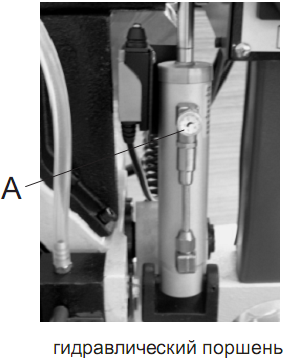 A
гидравлический поршень